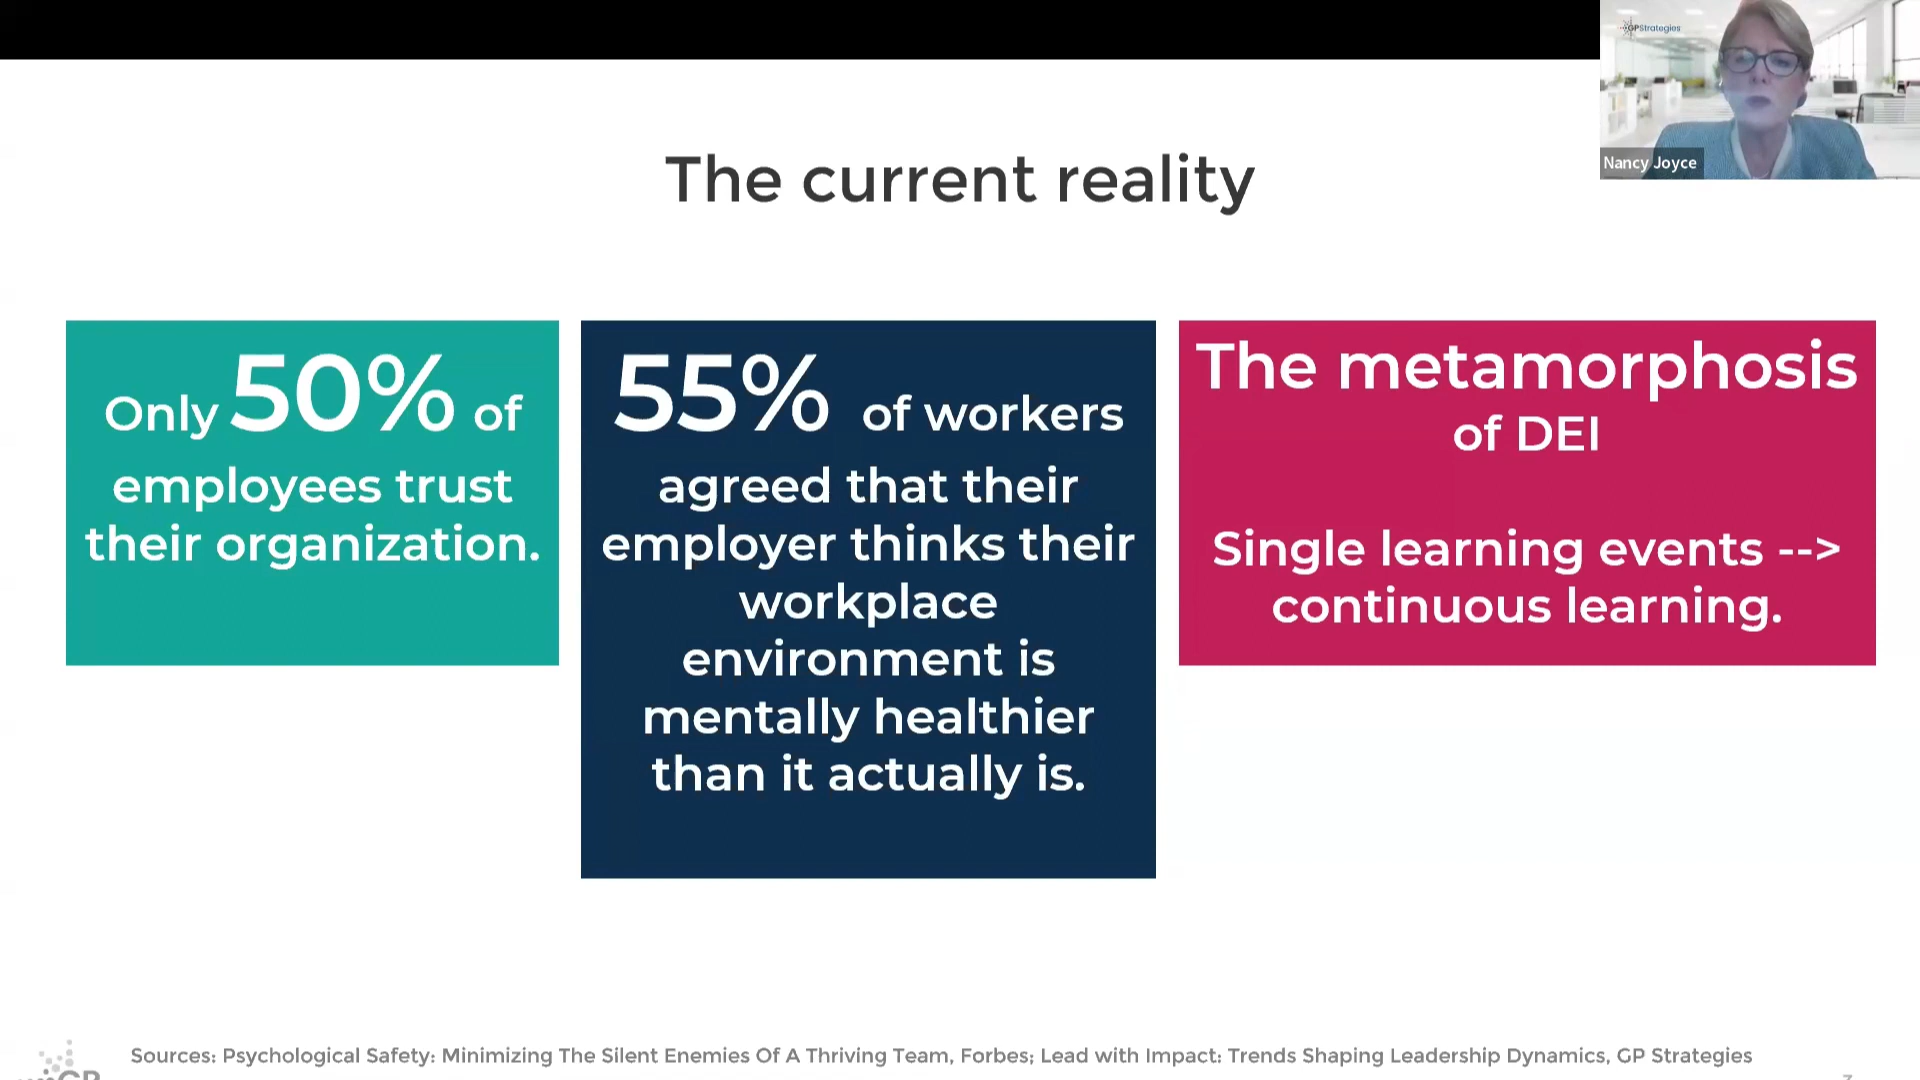 GPStrategies
Nancy Joyce
The current reality
Only 50% of
employees trust
their organization.
55% of workers
agreed that their
employer thinks their
workplace
environment is
mentally healthier
than it actually is.
The metamorphosis
of DEI
Single learning events -->
continuous learning.
Sources: Psychological Safety: Minimizing The Silent Enemies Of A Thriving Team, Forbes; Lead with Impact: Trends Shaping Leadership Dynamics, GP Strategies
GP